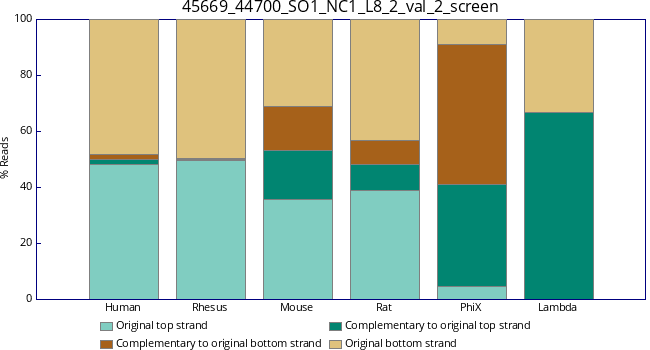 45669_44700_SO1_NC1_L8_2_val_2_screen
100
80
60
40
20
0
% Reads
Human Rhesus Mouse Rat PhiX Lambda
Original top strand Complementary to original top strand
Complementary to original bottom strand Original bottom strand